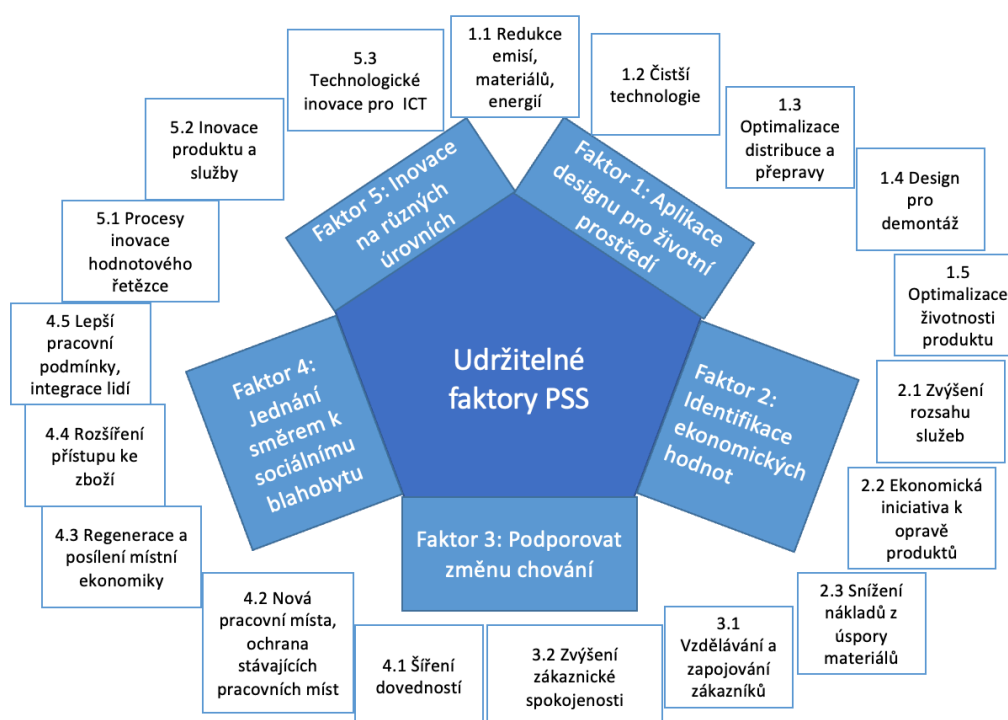 1.1 Redukce
emisí,
materiálů,
energií
1.2 Čistší
technologie
1.3
Optimalizace
distribuce a
přepravy
1.4 Design
pro
demontáž
1.5
Optimalizace
životnosti
produktu
2.1 Zvýšení
rozsahu
služeb
2.2 Ekonomická
iniciativa k
opravě
produktů
2.3 Snížení
nákladů z
úspory
materiálů
3.1
Vzdělávání a
zapojování
zákazníků
3.2 Zvýšení
zákaznické
spokojenosti
4.1 Šíření
dovedností
4.2 Nová
pracovní místa,
ochrana
stávajících
pracovních míst
4.3 Regenerace a
posílení místní
ekonomiky
4.4 Rozšíření
přístupu ke
zboží
4.5 Lepší
pracovní
podmínky,
integrace lidí
5.1 Procesy
inovace
hodnotového
řetězce
5.2 Inovace
produktu a
služby
5.3
Technologické
inovace pro ICT
Faktor 1: Aplikace
designu pro životní
prostředí
Faktor 2:
Identifikace
ekonomických
hodnot
Faktor 3: Podporovat
změnu chování
Faktor 4:
Jednání
směrem k
sociálnímu
blahobytu
Faktor 5: Inovace
na různých
úrovních
Udržitelné
faktory PSS